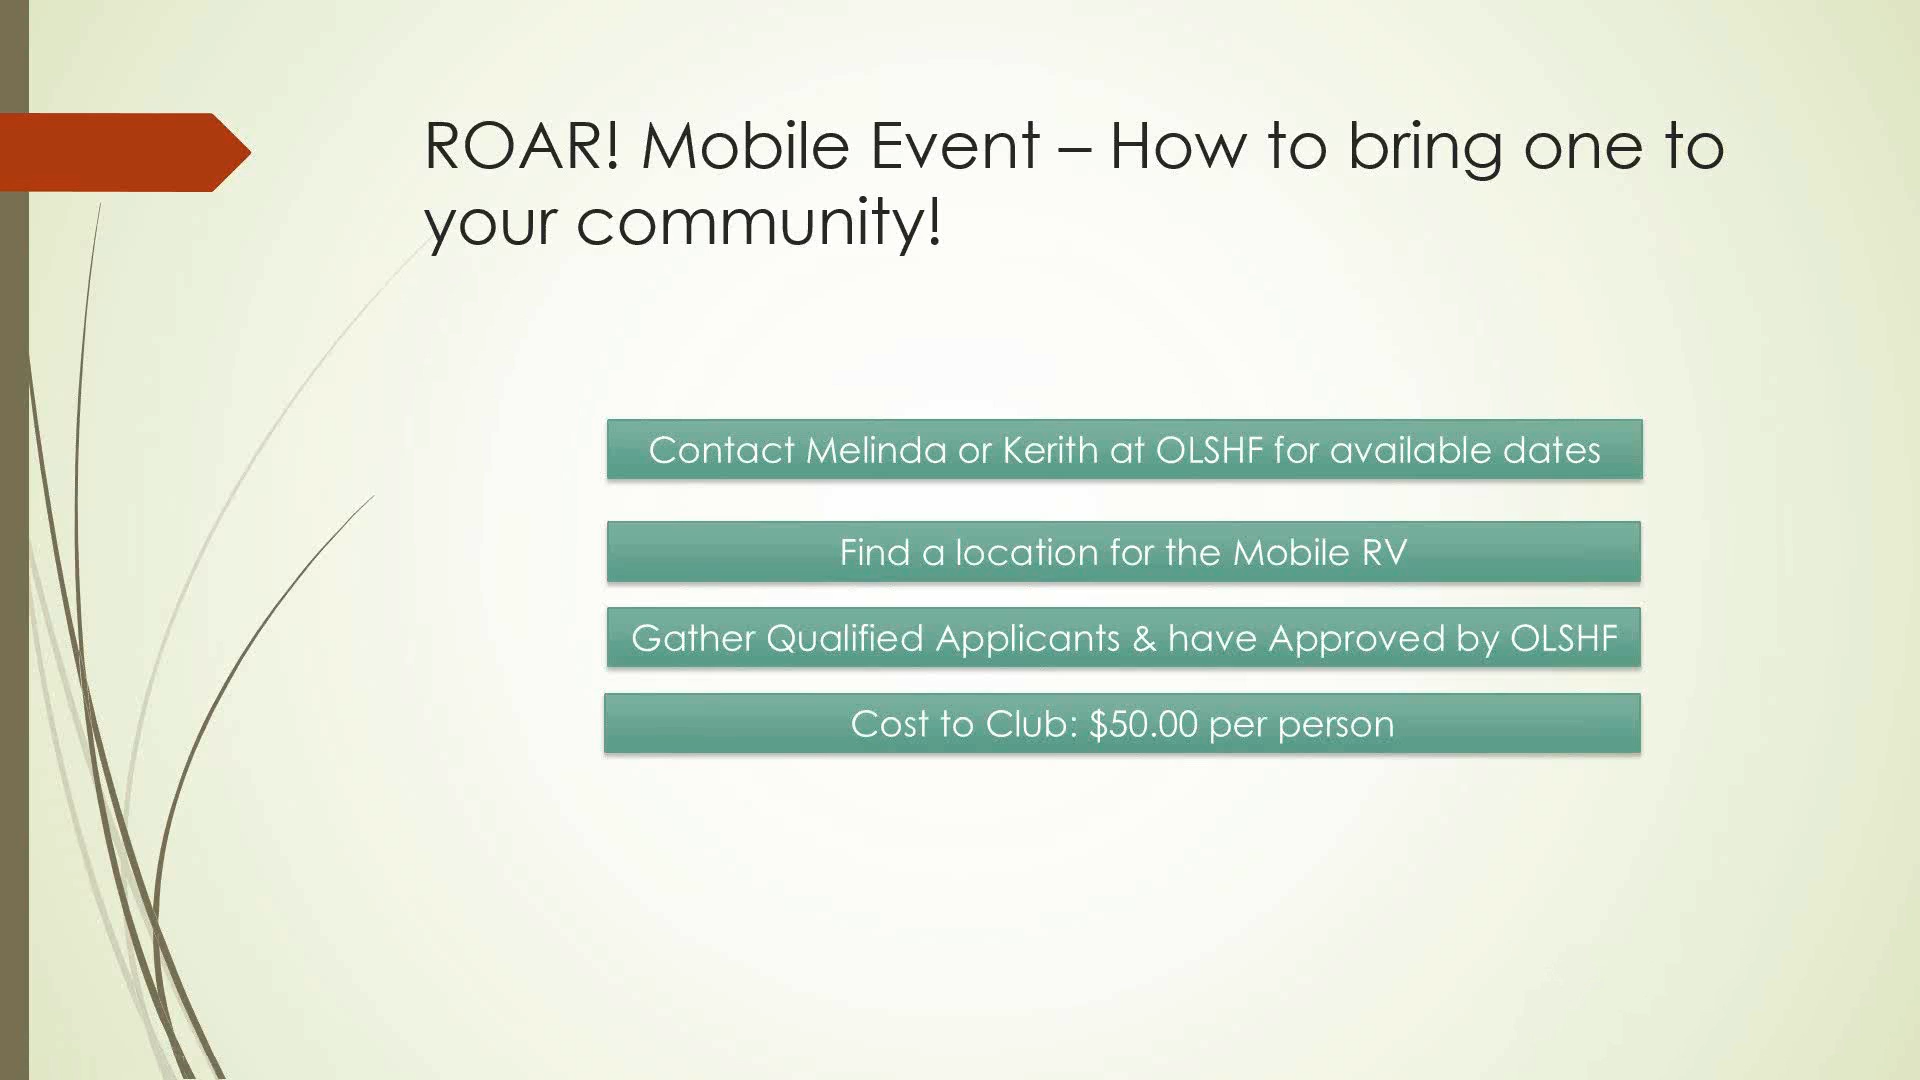 ROAR! Mobile Event – How to bring one to
your community!
Contact Melinda or Kerith at OLSHF for available dates
Find a location for the Mobile RV
Gather Qualified Applicants & have Approved by OLSHF
Cost to Club: $50.00 per person